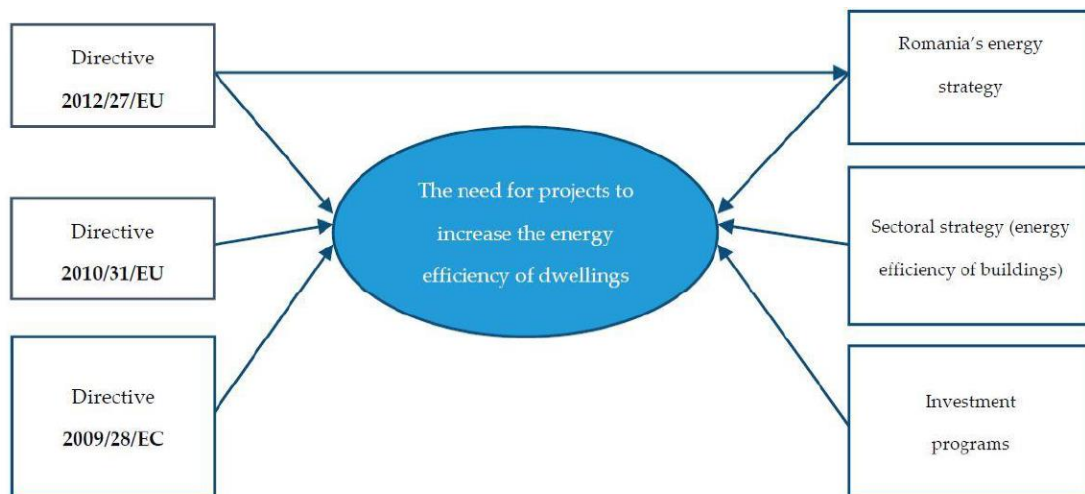 Directive
2012/27/EU
Directive
2010/31/EU
Directive
2009/28/EC
The need for projects to
increase the energy
efficiency of dwellings
Romania's energy
strategy
Sectoral strategy (energy
efficiency of buildings)
Investment
programs